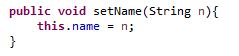 public void setName(String n){
    this.name = n;
}